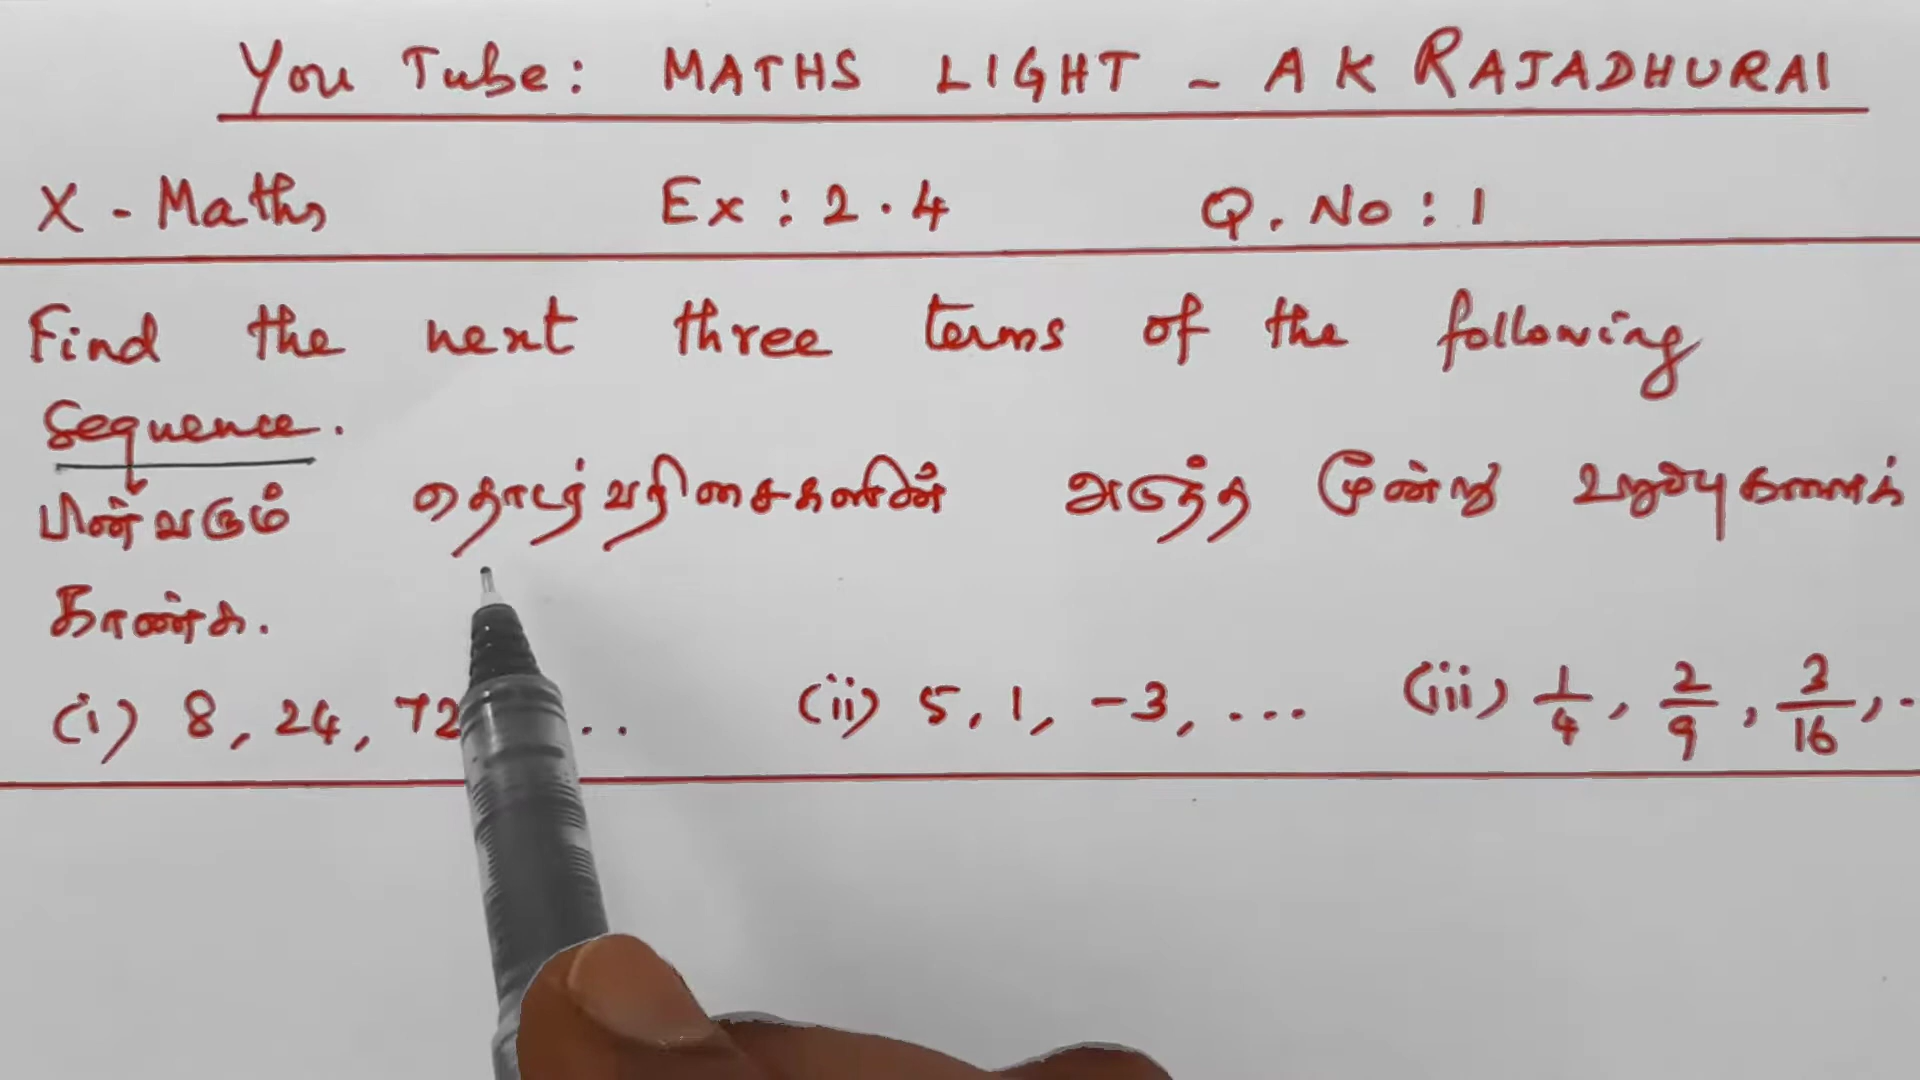 You Tube: MATHS LIGHT - A K RAJADHURAI
X - Maths Ex : 2.4 Q. No : 1
Find the next three terms of the following
Sequence.
பின்வரும் தொடர்வரிசைகளின் அடுத்த மூன்று உறுப்புகளைக்
காண்க.
(i) 8, 24, 72 .. (ii) 5, 1, -3, ... (iii) 1/4, 2/9, 3/16, .